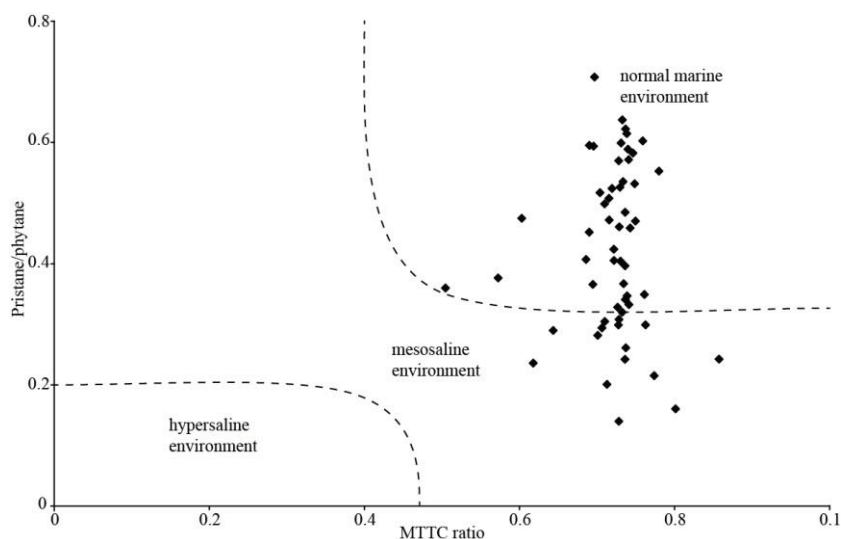 0.8
normal marine
environment
0.6
Pristane/phytane
0.4
mesosaline
environment
0.2
hypersaline
environment
0
0 0.2 0.4 0.6 0.8 0.1
MTTC ratio